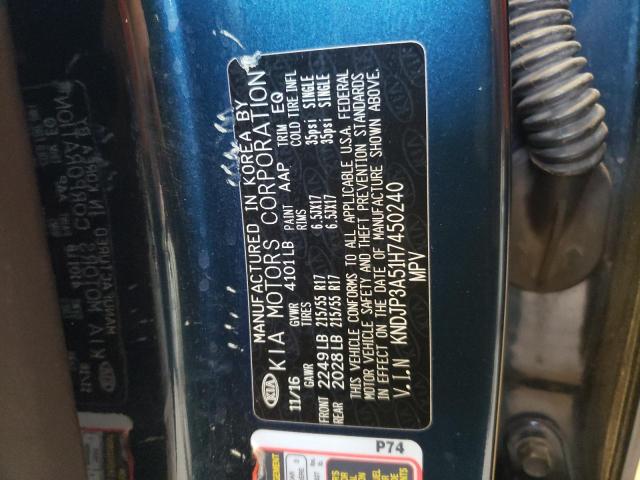 KIA
MANUFACTURED IN KOREA BY
KIA MOTORS CORPORATION
11/16 GVWR 4101LB PAINT AAP TRIM EQ
GAWR TIRES RIMS COLD TIRE INFL
FRONT 2249LB 215/55 R17 6.5JX17 35psi SINGLE
REAR 2028LB 215/55 R17 6.5JX17 35psi SINGLE
THIS VEHICLE CONFORMS TO ALL APPLICABLE U.S.A. FEDERAL
MOTOR VEHICLE SAFETY AND THEFT PREVENTION STANDARDS
IN EFFECT ON THE DATE OF MANUFACTURE SHOWN ABOVE.
V.I.N KNDJP3A51H7450240
MPV
P74